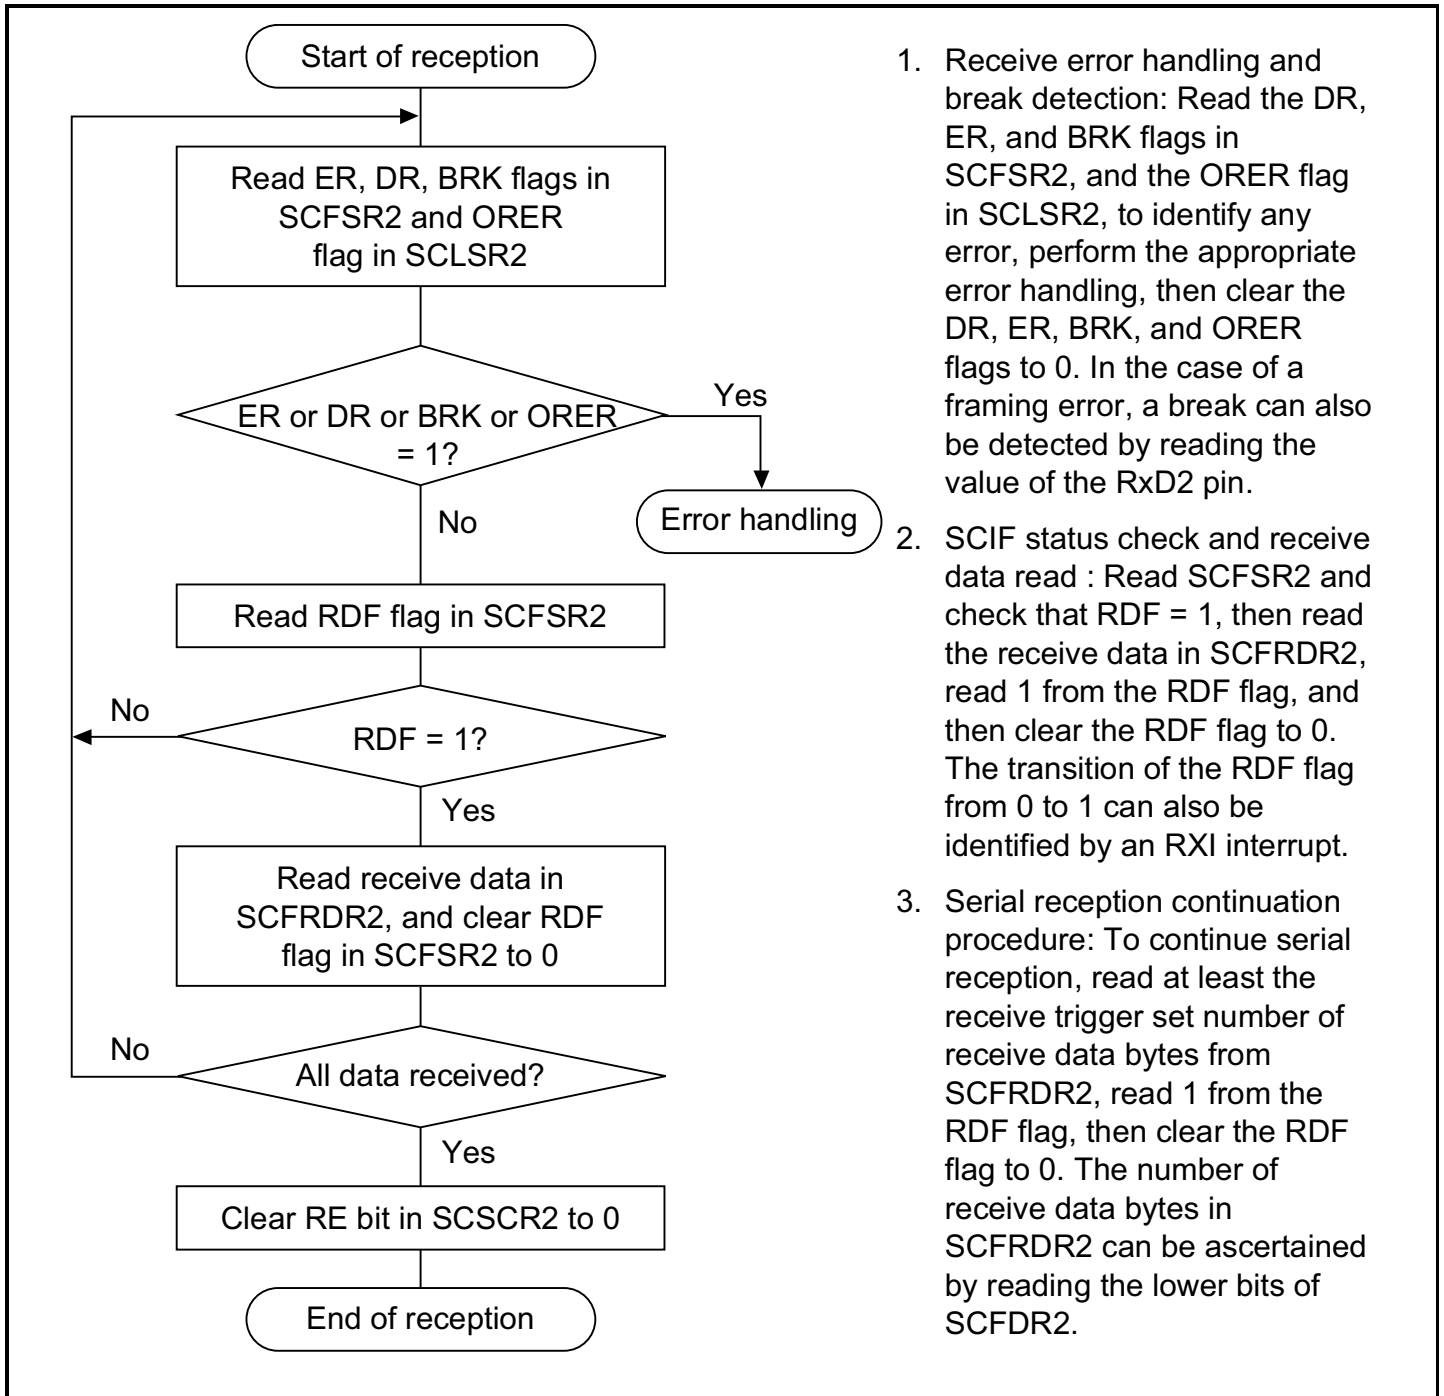 Start of reception
Read ER, DR, BRK flags in
SCFSR2 and ORER
flag in SCLSR2
ER or DR or BRK or ORER
= 1?
Yes
Error handling
No
Read RDF flag in SCFSR2
No
RDF = 1?
Yes
Read receive data in
SCFRDR2, and clear RDF
flag in SCFSR2 to 0
No
All data received?
Yes
Clear RE bit in SCSCR2 to 0
End of reception
1. Receive error handling and
break detection: Read the DR,
ER, and BRK flags in
SCFSR2, and the ORER flag
in SCLSR2, to identify any
error, perform the appropriate
error handling, then clear the
DR, ER, BRK, and ORER
flags to 0. In the case of a
framing error, a break can also
be detected by reading the
value of the RxD2 pin.
2. SCIF status check and receive
data read : Read SCFSR2 and
check that RDF = 1, then read
the receive data in SCFRDR2,
read 1 from the RDF flag, and
then clear the RDF flag to 0.
The transition of the RDF flag
from 0 to 1 can also be
identified by an RXI interrupt.
3. Serial reception continuation
procedure: To continue serial
reception, read at least the
receive trigger set number of
receive data bytes from
SCFRDR2, read 1 from the
RDF flag, then clear the RDF
flag to 0. The number of
receive data bytes in
SCFRDR2 can be ascertained
by reading the lower bits of
SCFDR2.